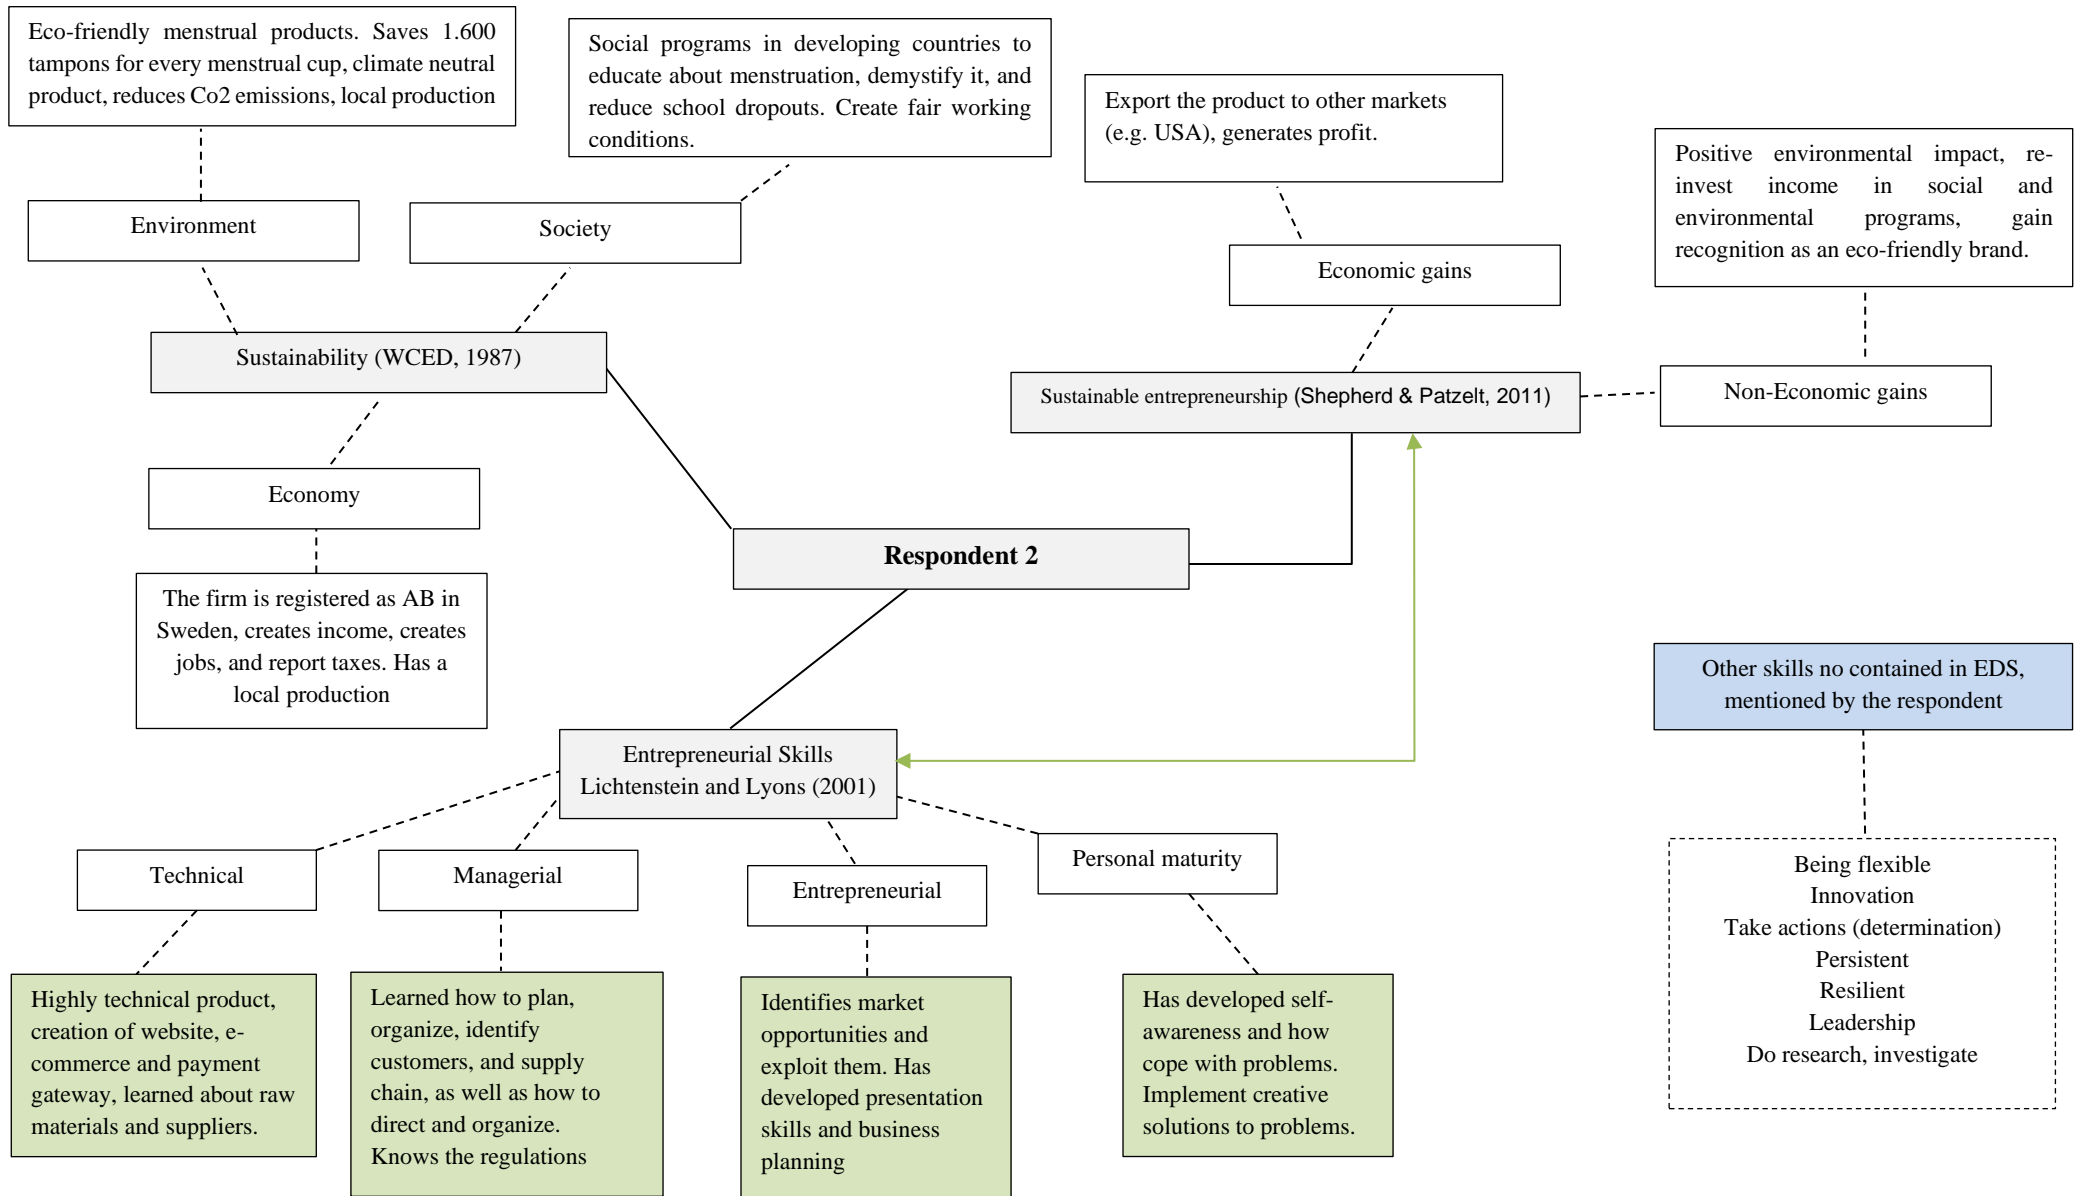 Eco-friendly menstrual products. Saves 1.600
tampons for every menstrual cup, climate neutral
product, reduces Co2 emissions, local production
Social programs in developing countries to
educate about menstruation, demystify it, and
reduce school dropouts. Create fair working
conditions.
Export the product to other markets
(e.g. USA), generates profit.
Positive environmental impact, re-
invest income in social and
environmental programs, gain
recognition as an eco-friendly brand.
Environment
Society
Economic gains
Sustainability (WCED, 1987)
Sustainable entrepreneurship (Shepherd & Patzelt, 2011)
Non-Economic gains
Economy
Respondent 2
The firm is registered as AB in
Sweden, creates income, creates
jobs, and report taxes. Has a
local production
Other skills no contained in EDS,
mentioned by the respondent
Entrepreneurial Skills
Lichtenstein and Lyons (2001)
Technical
Managerial
Entrepreneurial
Personal maturity
Being flexible
Innovation
Take actions (determination)
Persistent
Resilient
Leadership
Do research, investigate
Highly technical product,
creation of website, e-
commerce and payment
gateway, learned about raw
materials and suppliers.
Learned how to plan,
organize, identify
customers, and supply
chain, as well as how to
direct and organize.
Knows the regulations
Identifies market
opportunities and
exploit them. Has
developed presentation
skills and business
planning
Has developed self-
awareness and how
cope with problems.
Implement creative
solutions to problems.